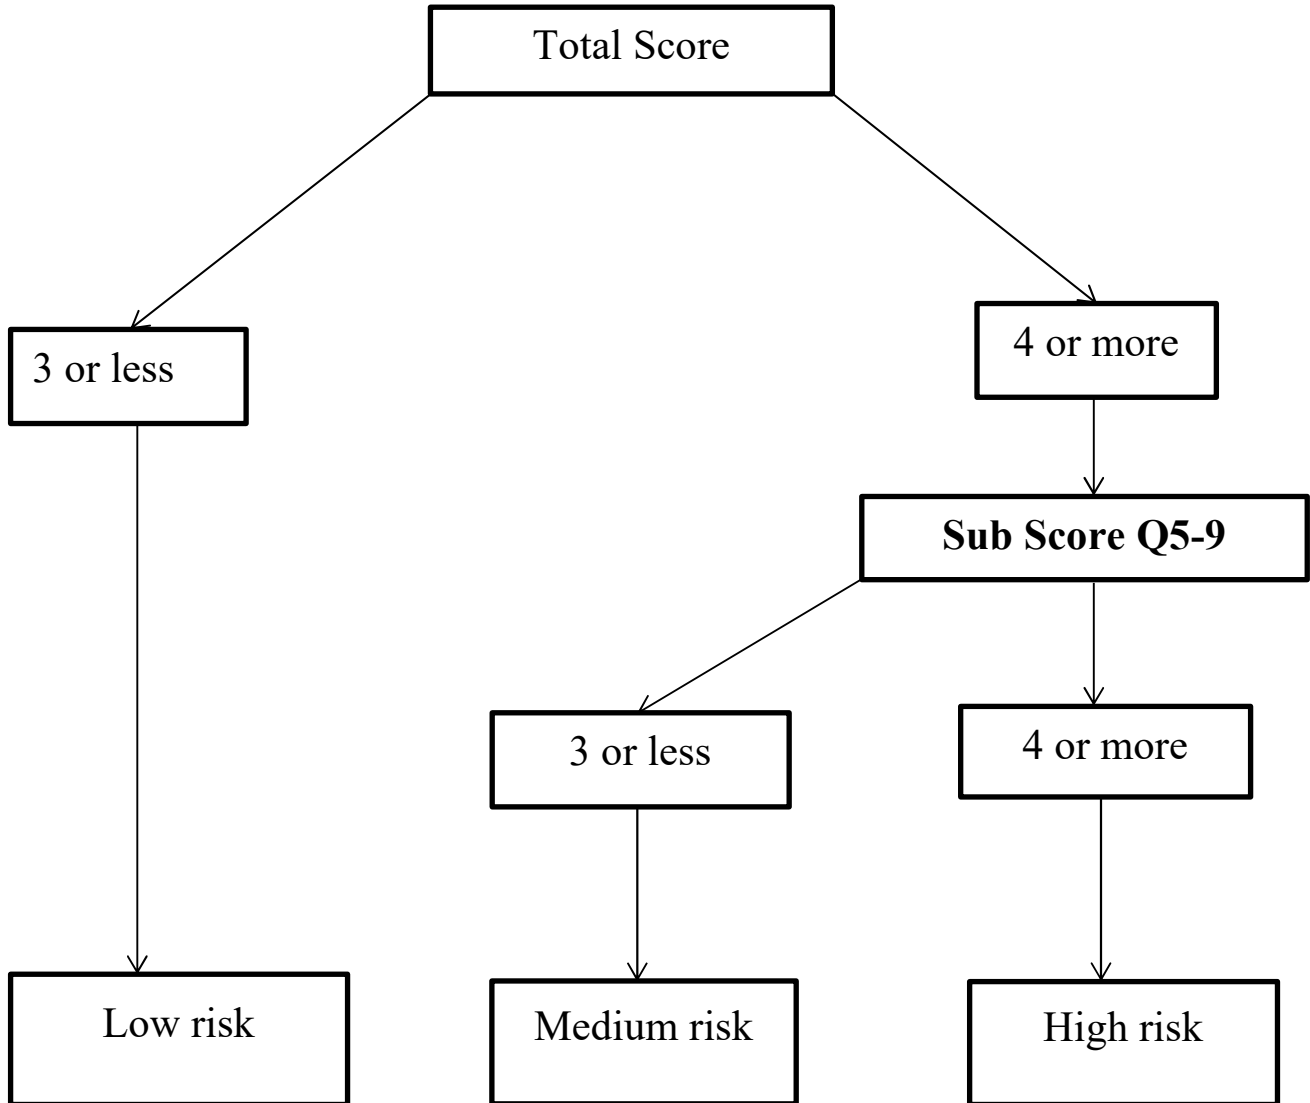 Total Score
3 or less
4 or more
Sub Score Q5-9
3 or less
4 or more
Low risk
Medium risk
High risk